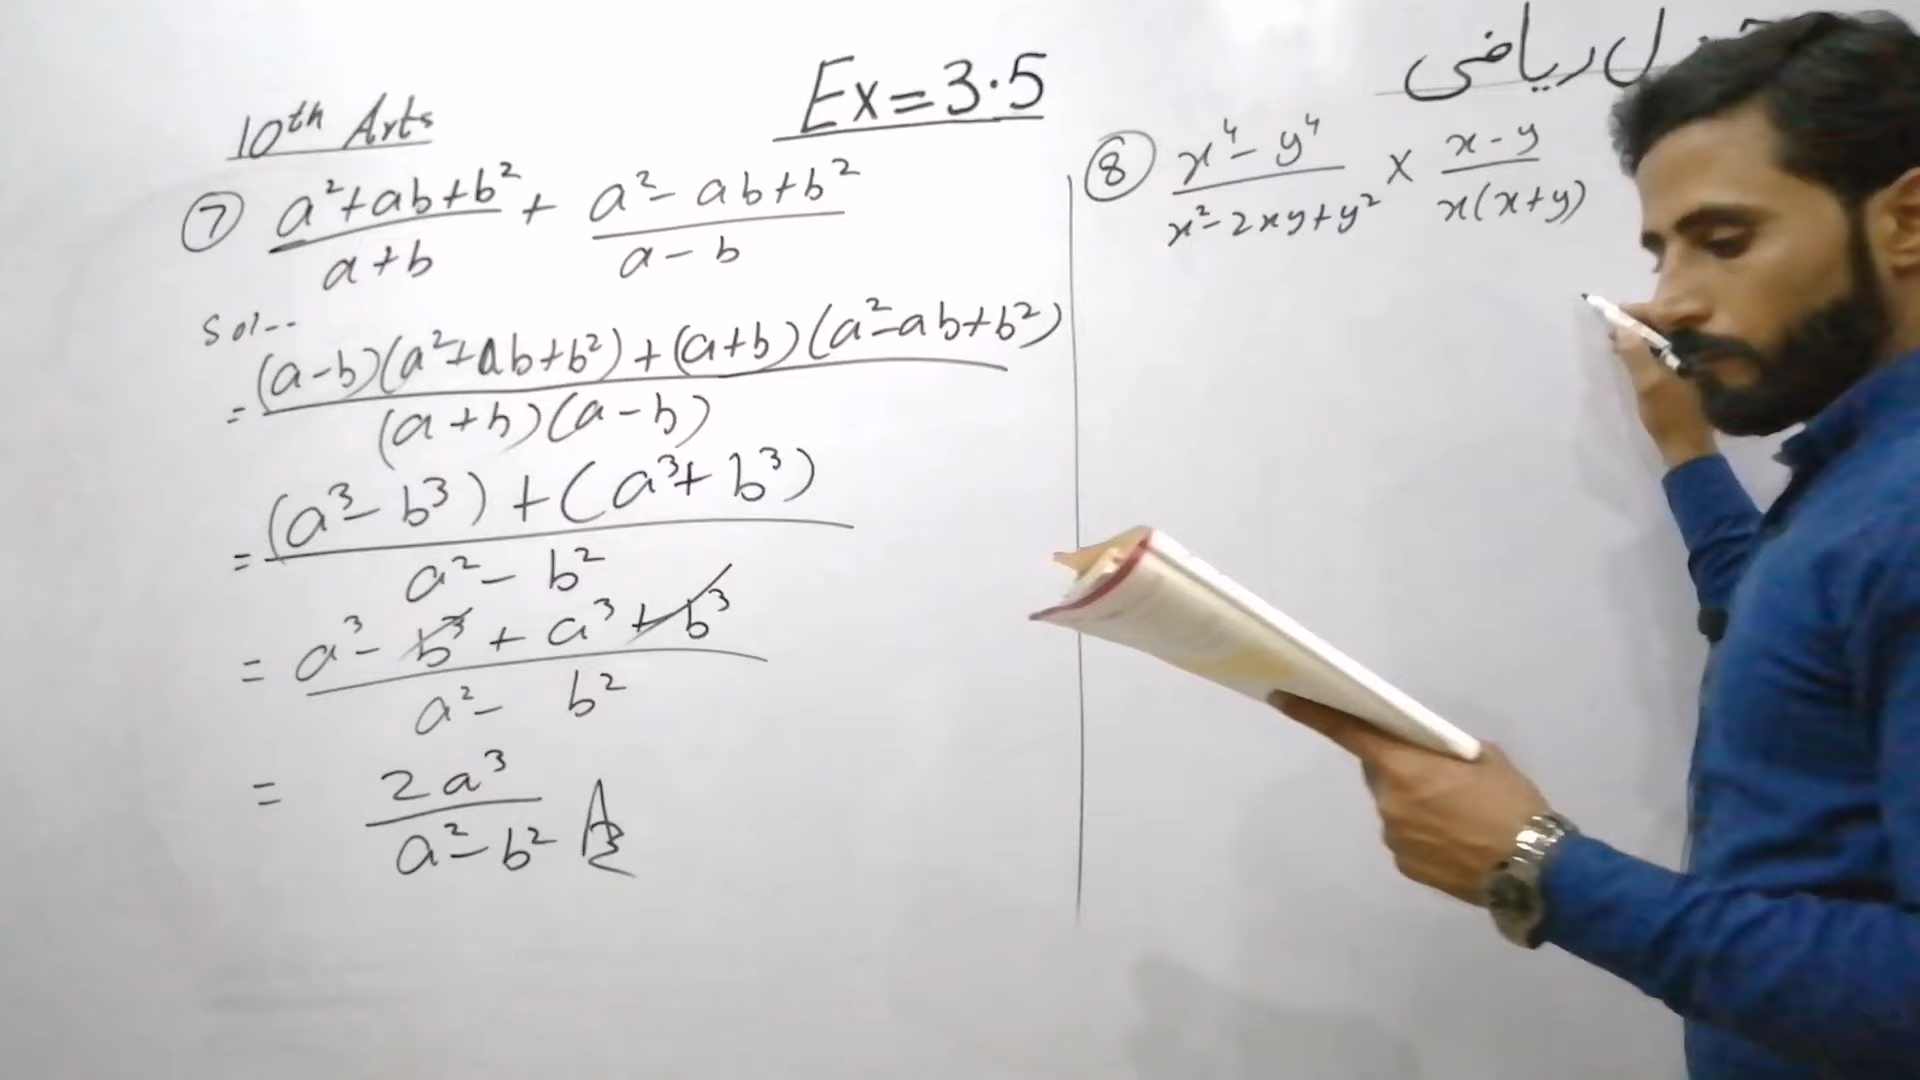 10th Arts
Ex = 3.5
ریاضی
⑦ (a²+ab+b²)/(a+b) + (a²-ab+b²)/(a-b)
Sol--
= ((a-b)(a²+ab+b²)+(a+b)(a²-ab+b²))/((a+b)(a-b))
= ((a³-b³)+(a³+b³))/(a²-b²)
= (a³-b³+a³+b³)/(a²-b²)
= 2a³/(a²-b²)
⑧ (x⁴-y⁴)/(x²-2xy+y²) × (x-y)/(x(x+y))